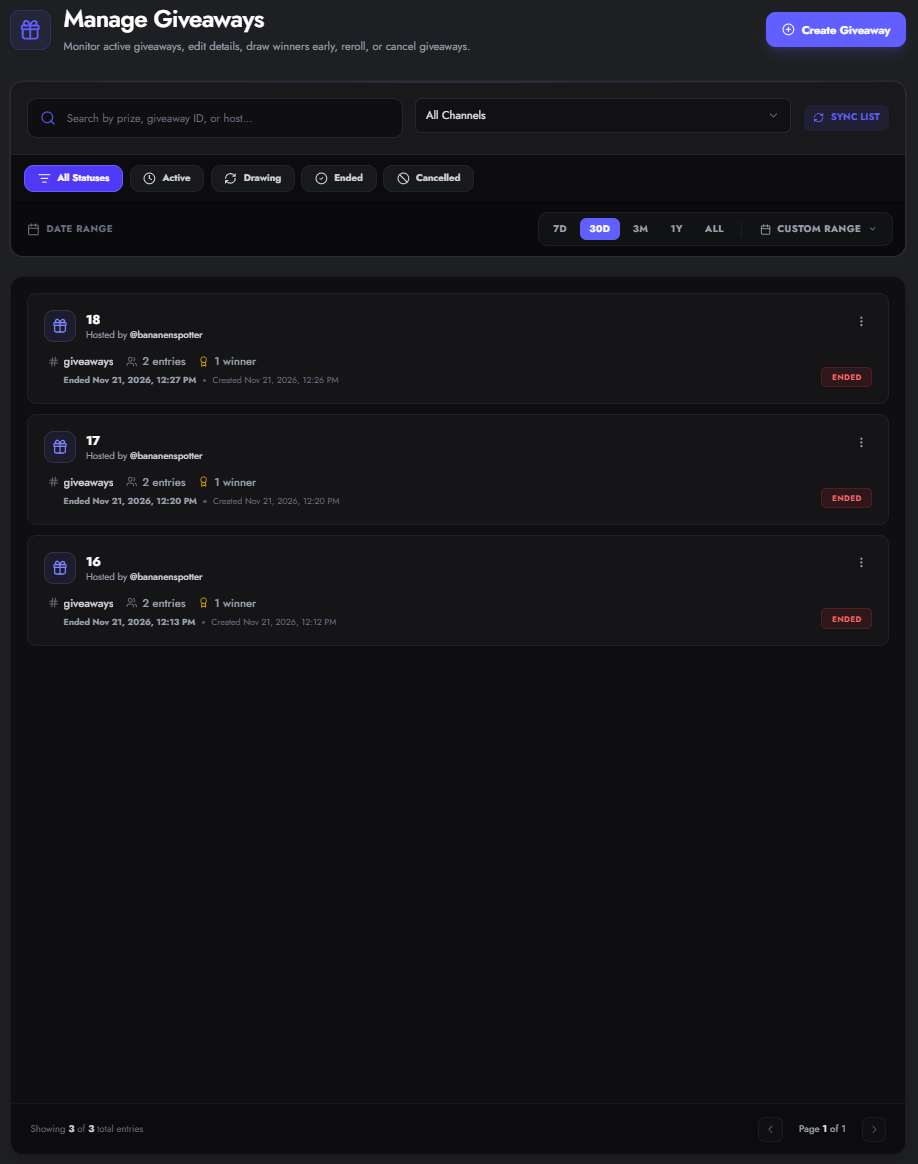 Manage Giveaways
Monitor active giveaways, edit details, draw winners early, reroll, or cancel giveaways.
Create Giveaway
Search by prize, giveaway ID, or host...
All Channels
SYNC LIST
All Statuses
Active
Drawing
Ended
Cancelled
DATE RANGE
7D
30D
3M
1Y
ALL
CUSTOM RANGE
18
Hosted by @bananenspotter
# giveaways 2 entries 1 winner
Ended Nov 21, 2026, 12:27 PM • Created Nov 21, 2026, 12:26 PM
ENDED
17
Hosted by @bananenspotter
# giveaways 2 entries 1 winner
Ended Nov 21, 2026, 12:20 PM • Created Nov 21, 2026, 12:20 PM
ENDED
16
Hosted by @bananenspotter
# giveaways 2 entries 1 winner
Ended Nov 21, 2026, 12:13 PM • Created Nov 21, 2026, 12:12 PM
ENDED
Showing 3 of 3 total entries
Page 1 of 1